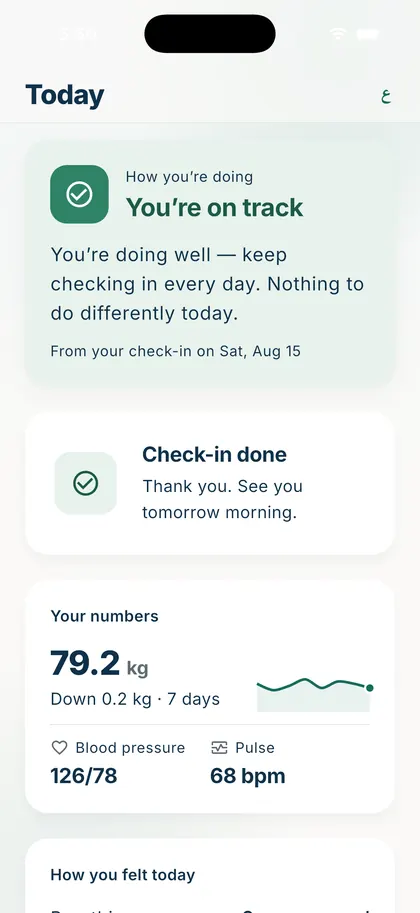 Today
ع
How you’re doing
You’re on track
You’re doing well — keep
checking in every day. Nothing to
do differently today.
From your check-in on Sat, Aug 15
Check-in done
Thank you. See you
tomorrow morning.
Your numbers
79.2 kg
Down 0.2 kg · 7 days
Blood pressure
126/78
Pulse
68 bpm
How you felt today